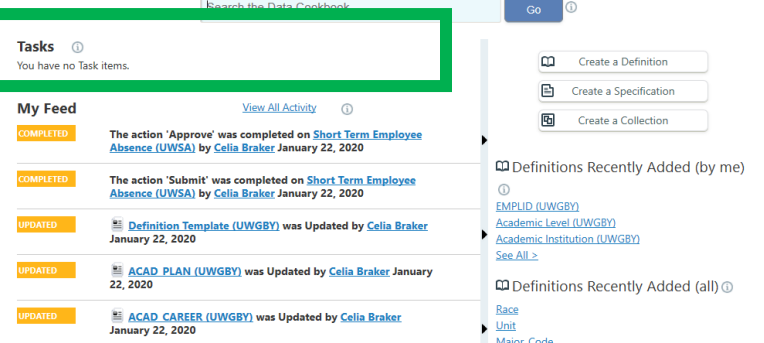 Search the Data Cookbook
Go
Tasks
You have no Task items.
My Feed
View All Activity
COMPLETED
The action 'Approve' was completed on Short Term Employee
Absence (UWSA) by Celia Braker January 22, 2020
COMPLETED
The action 'Submit' was completed on Short Term Employee
Absence (UWSA) by Celia Braker January 22, 2020
UPDATED
Definition Template (UWGBY) was Updated by Celia Braker
January 22, 2020
UPDATED
ACAD_PLAN (UWGBY) was Updated by Celia Braker January
22, 2020
UPDATED
ACAD_CAREER (UWGBY) was Updated by Celia Braker
January 22, 2020
Create a Definition
Create a Specification
Create a Collection
Definitions Recently Added (by me)
EMPLID (UWGBY)
Academic Level (UWGBY)
Academic Institution (UWGBY)
See All >
Definitions Recently Added (all)
Race
Unit
Major Code